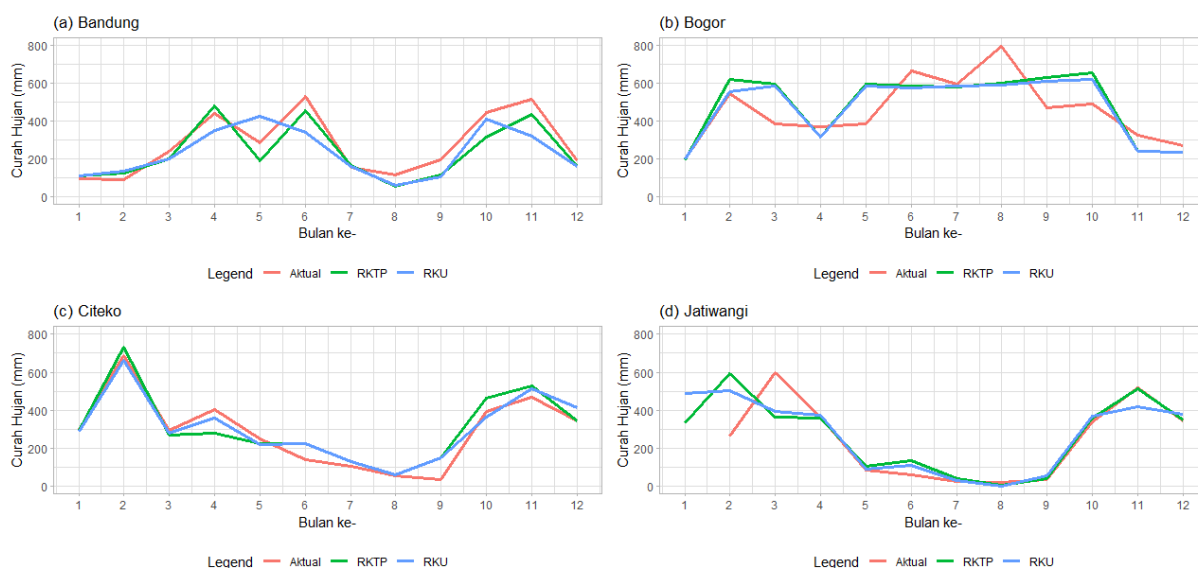 (a) Bandung
800
600
400
200
0
Curah Hujan (mm)
1 2 3 4 5 6 7 8 9 10 11 12
Bulan ke-
Legend Aktual RKTP RKU
(b) Bogor
800
600
400
200
0
Curah Hujan (mm)
1 2 3 4 5 6 7 8 9 10 11 12
Bulan ke-
Legend Aktual RKTP RKU
(c) Citeko
800
600
400
200
0
Curah Hujan (mm)
1 2 3 4 5 6 7 8 9 10 11 12
Bulan ke-
Legend Aktual RKTP RKU
(d) Jatiwangi
800
600
400
200
0
Curah Hujan (mm)
1 2 3 4 5 6 7 8 9 10 11 12
Bulan ke-
Legend Aktual RKTP RKU